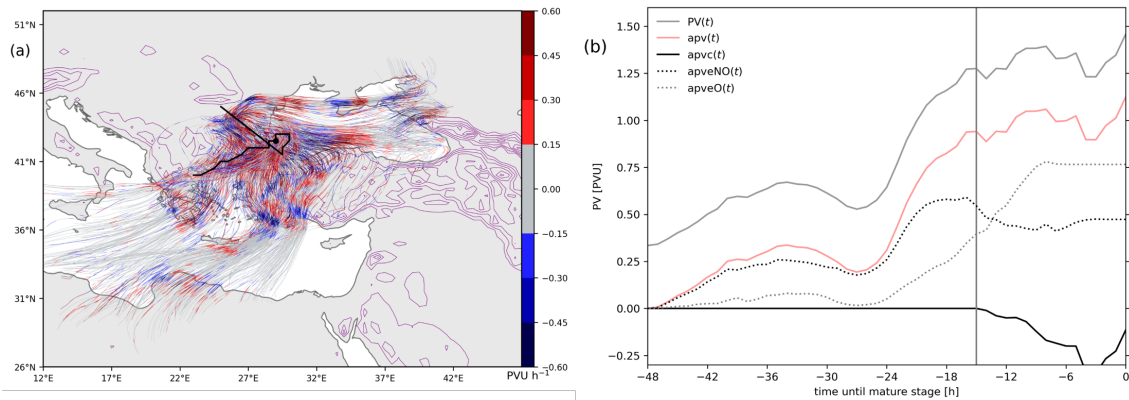 (a)
51°N
46°N
41°N
36°N
31°N
26°N
12°E
17°E
22°E
27°E
32°E
37°E
42°E
0.60
0.45
0.30
0.15
0.00
−0.15
−0.30
−0.45
−0.60
PVU h⁻¹
(b)
PV(t)
apv(t)
apvc(t)
apveNO(t)
apveO(t)
PV [PVU]
1.50
1.25
1.00
0.75
0.50
0.25
0.00
−0.25
−48
−42
−36
−30
−24
−18
−12
−6
0
time until mature stage [h]